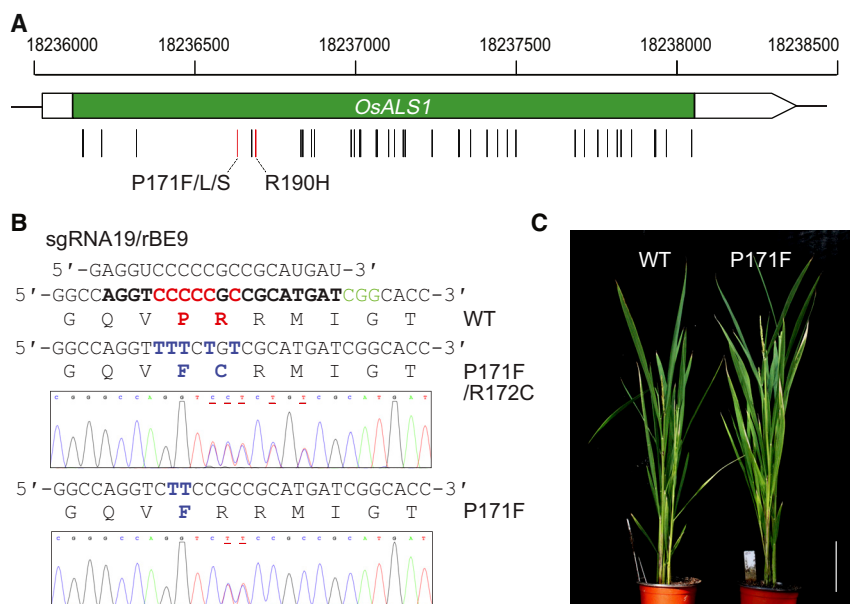 A
18236000 18236500 18237000 18237500 18238000 18238500
OsALS1
P171F/L/S R190H
B
sgRNA19/rBE9
5′-GAGGUCCCCCGCCGCAUGAU-3′
5′-GGCCAGGTCCCCCGCCGCATGATCGGCACC-3′
G Q V P R R M I G T WT
5′-GGCCAGGTTTTCTGTCGCATGATCGGCACC-3′
G Q V F C R M I G T P171F
/R172C
C G G G C C A G G T C C T C T G T C G C A T G A T
5′-GGCCAGGTCTTCCGCCGCATGATCGGCACC-3′
G Q V F R R M I G T P171F
C G G G C C A G G T C T T C C G C C G C A T G A T
C
WT P171F